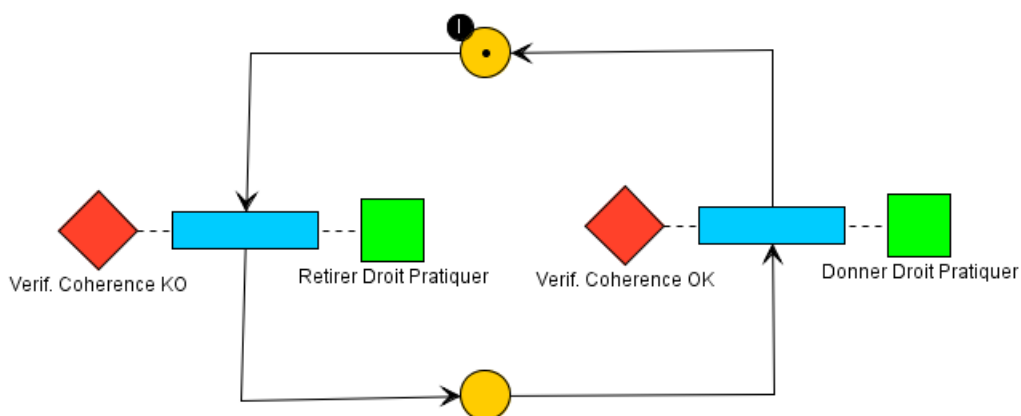 I
Verif. Coherence KO
Retirer Droit Pratiquer
Verif. Coherence OK
Donner Droit Pratiquer